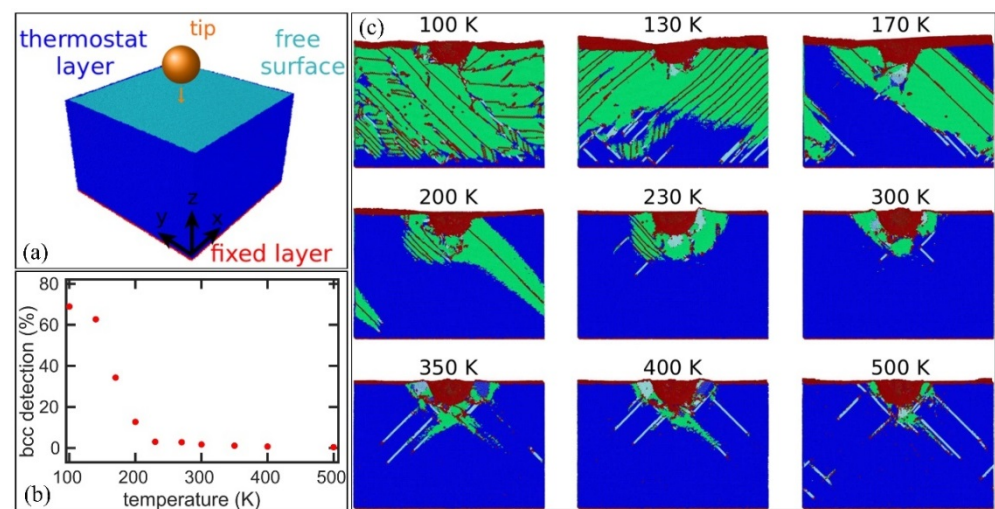 (a)
tip
thermostat
layer
free
surface
z
y
x
fixed layer
(b)
bcc detection (%)
80
60
40
20
0
100
200
300
400
500
temperature (K)
(c)
100 K
130 K
170 K
200 K
230 K
300 K
350 K
400 K
500 K